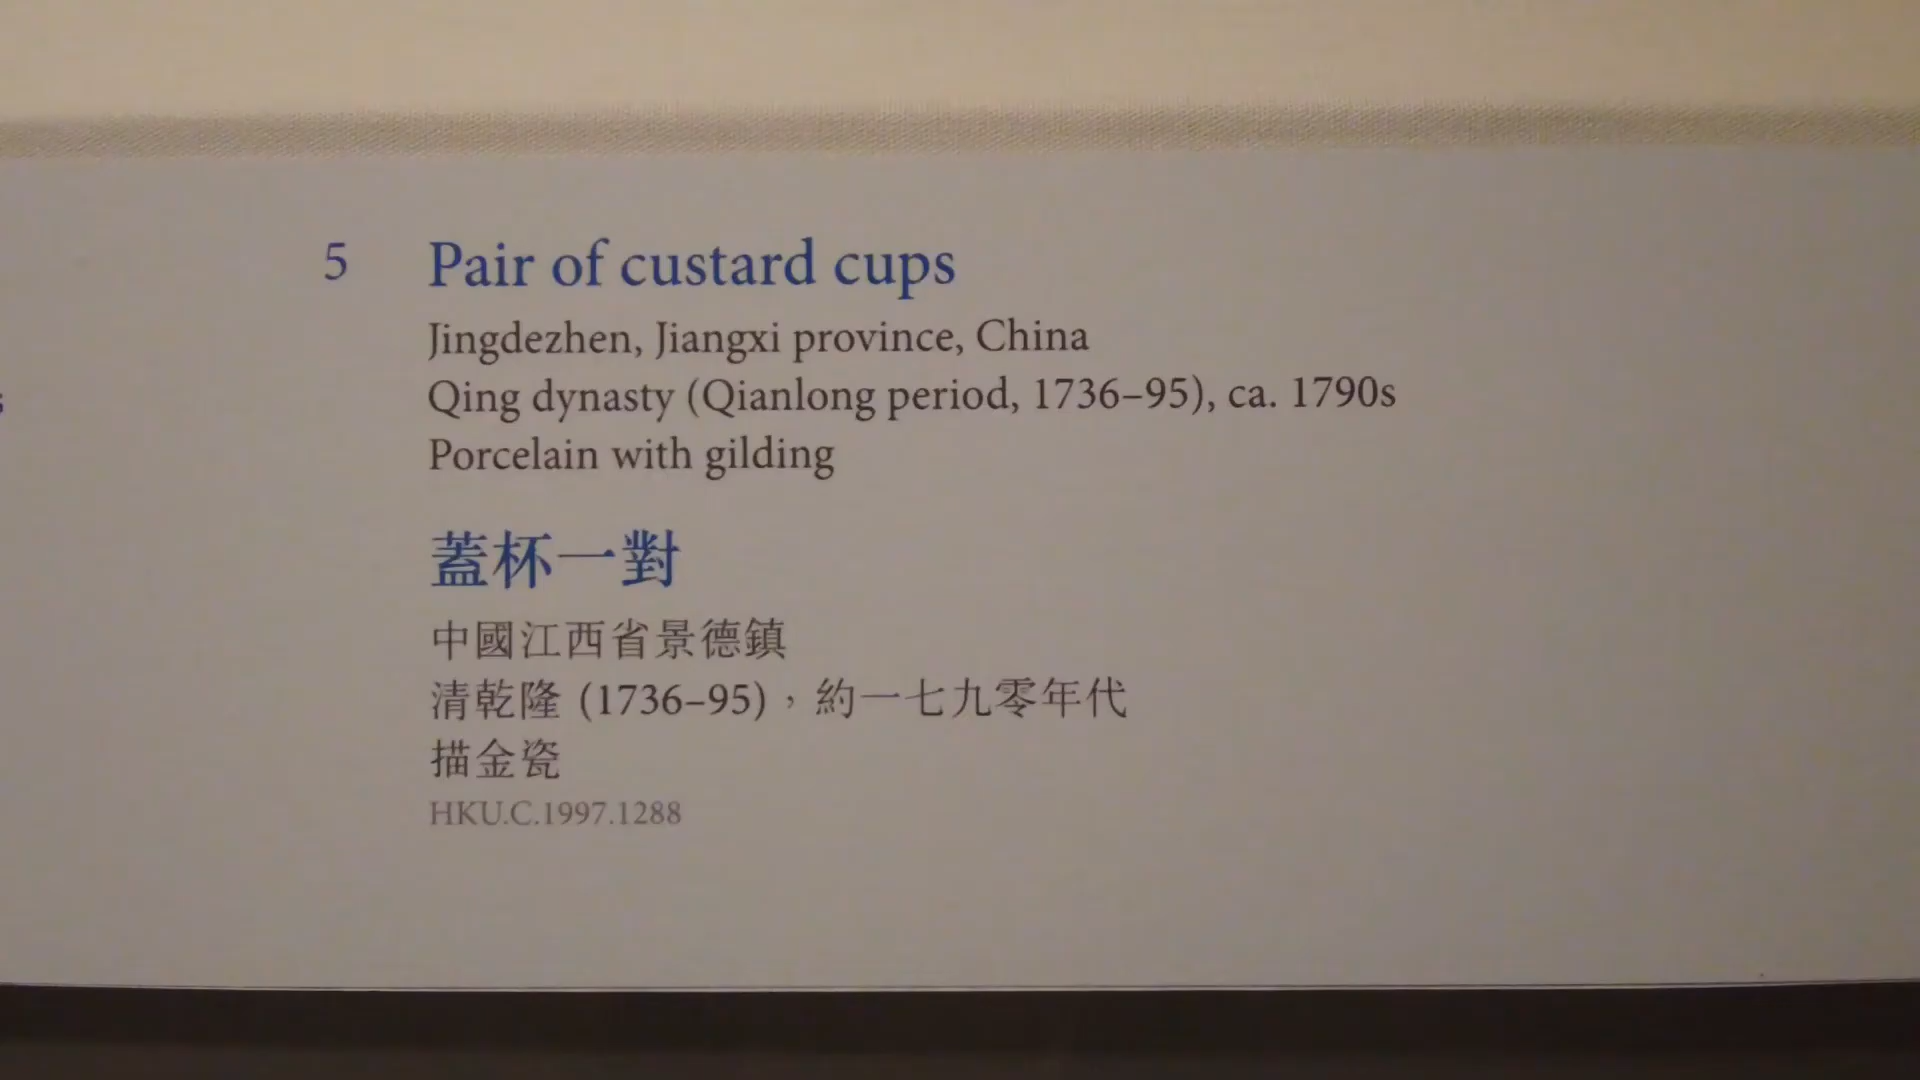 5 Pair of custard cups
Jingdezhen, Jiangxi province, China
Qing dynasty (Qianlong period, 1736–95), ca. 1790s
Porcelain with gilding
蓋杯一對
中國江西省景德鎮
清乾隆 (1736–95)，約一七九零年代
描金瓷
HKU.C.1997.1288